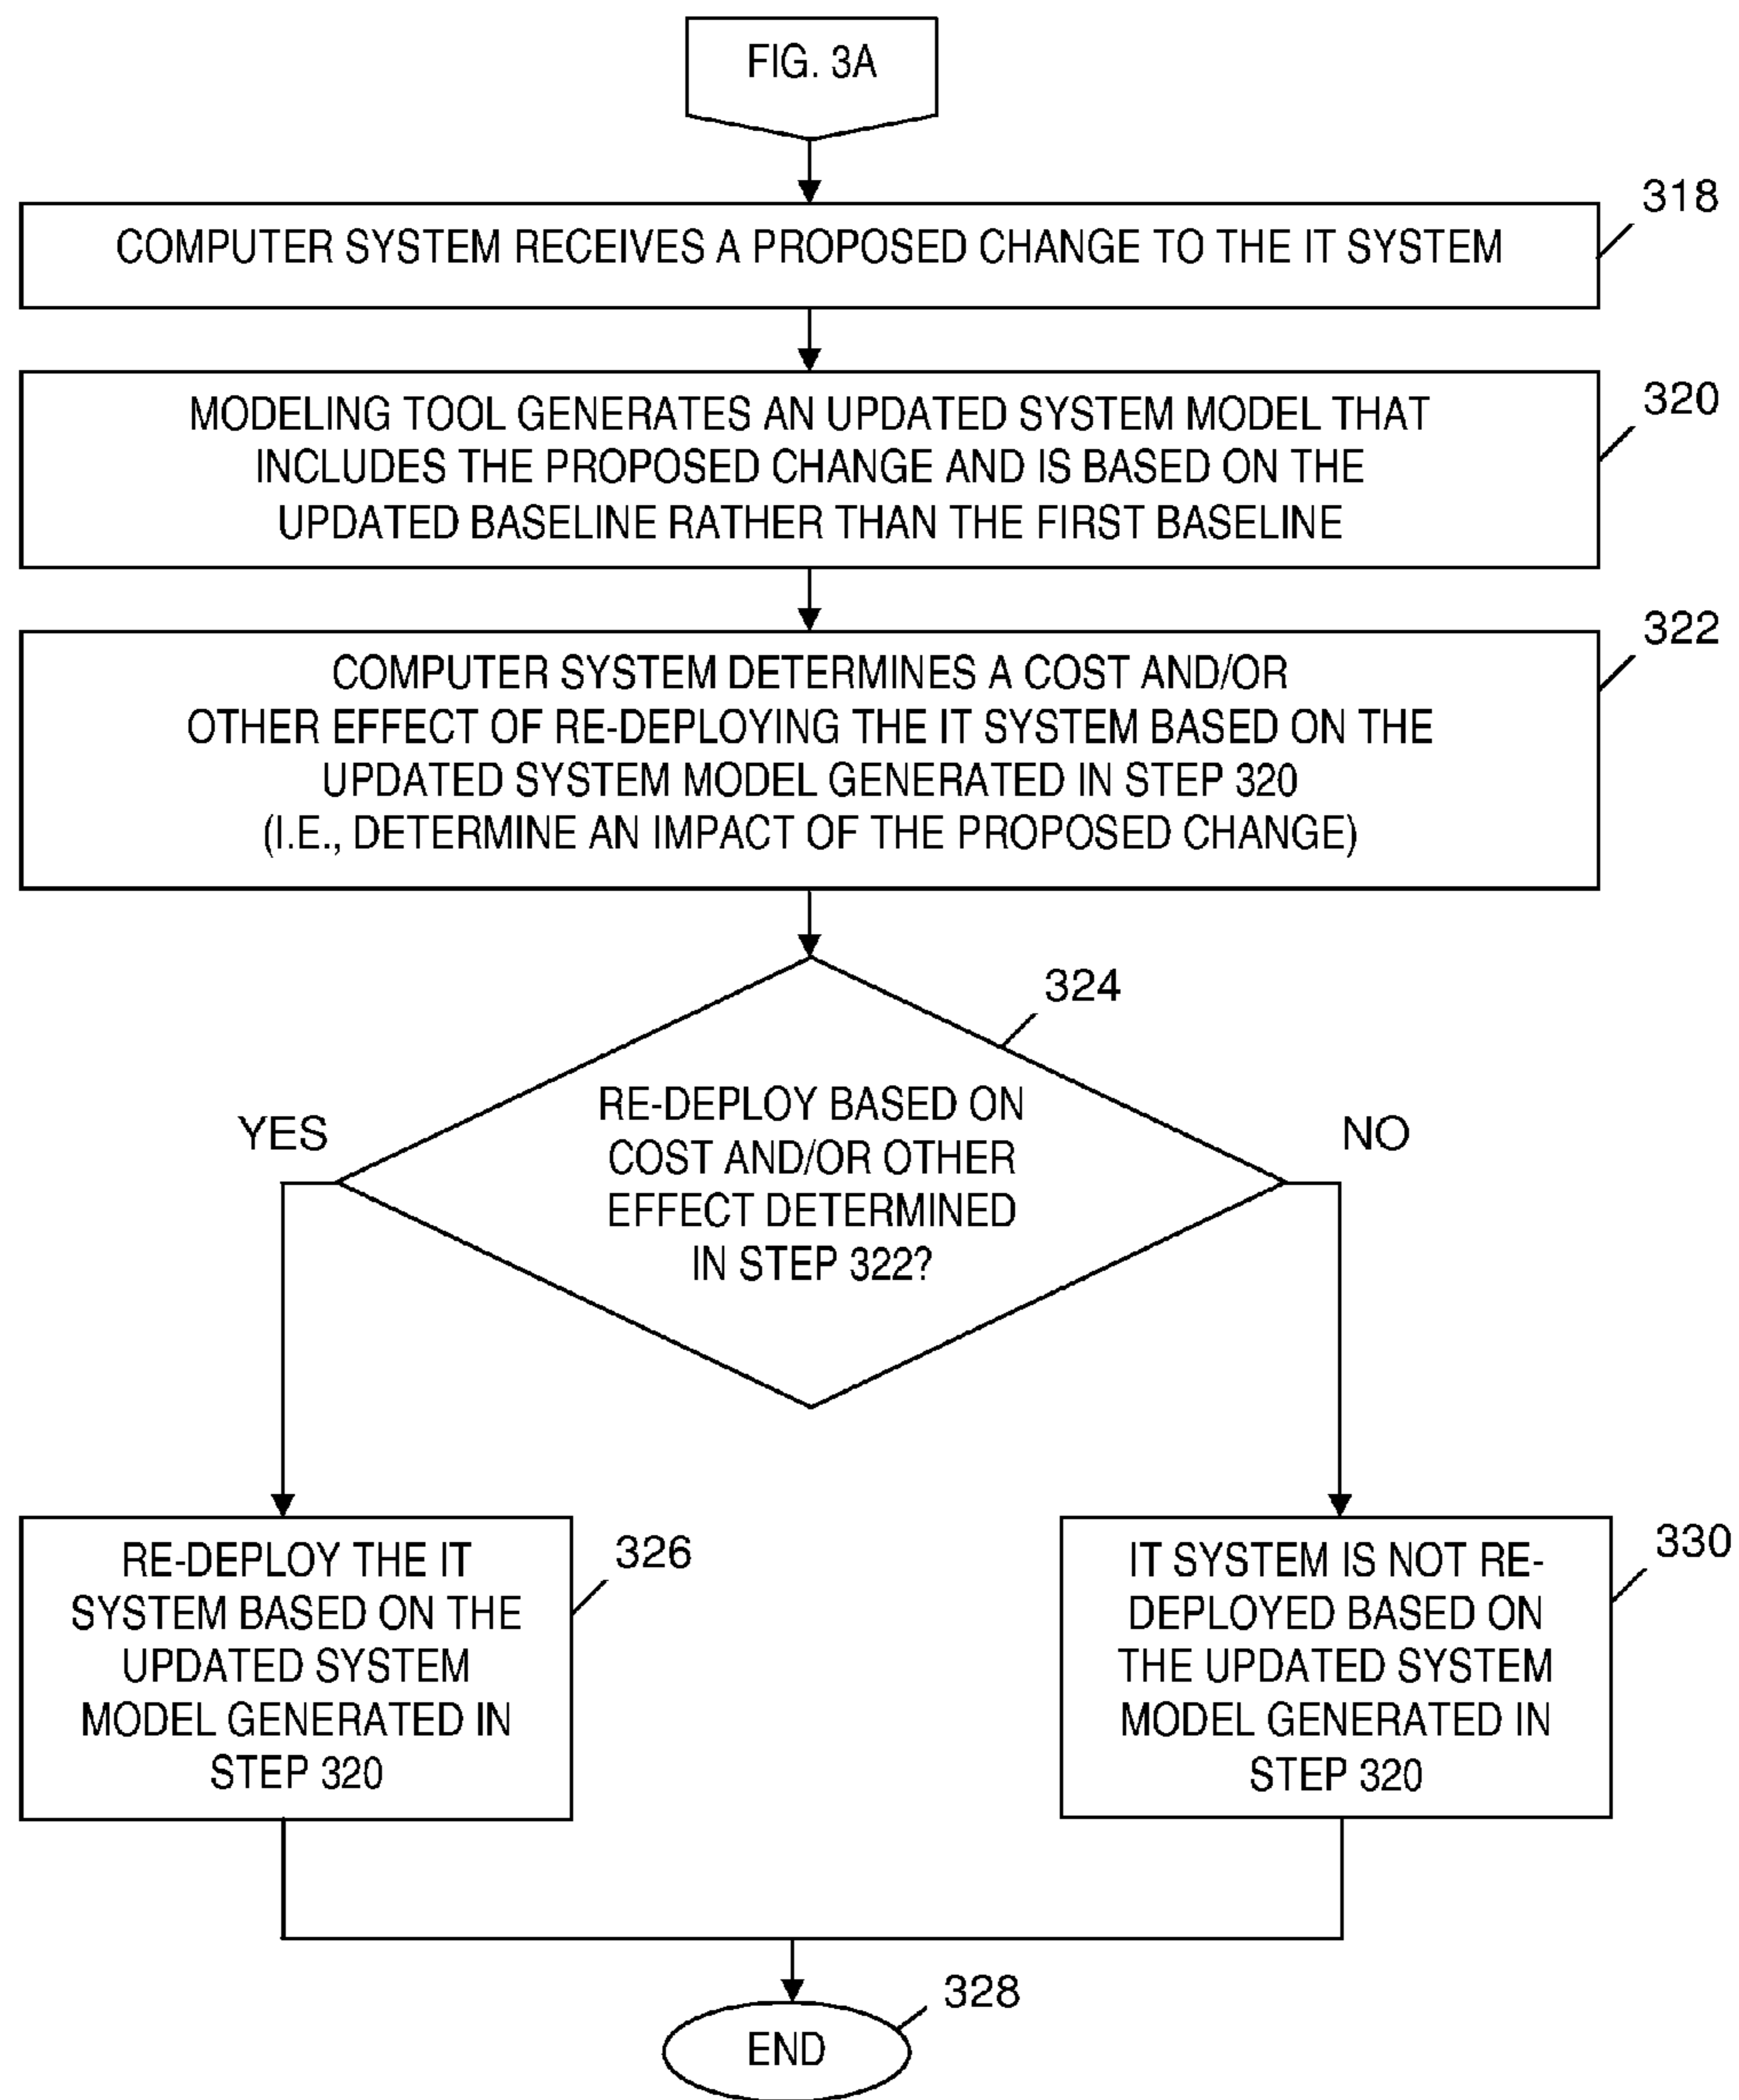 FIG. 3A
318
COMPUTER SYSTEM RECEIVES A PROPOSED CHANGE TO THE IT SYSTEM
320
MODELING TOOL GENERATES AN UPDATED SYSTEM MODEL THAT
INCLUDES THE PROPOSED CHANGE AND IS BASED ON THE
UPDATED BASELINE RATHER THAN THE FIRST BASELINE
322
COMPUTER SYSTEM DETERMINES A COST AND/OR
OTHER EFFECT OF RE-DEPLOYING THE IT SYSTEM BASED ON THE
UPDATED SYSTEM MODEL GENERATED IN STEP 320
(I.E., DETERMINE AN IMPACT OF THE PROPOSED CHANGE)
324
RE-DEPLOY BASED ON
COST AND/OR OTHER
EFFECT DETERMINED
IN STEP 322?
YES
NO
RE-DEPLOY THE IT
SYSTEM BASED ON THE
UPDATED SYSTEM
MODEL GENERATED IN
STEP 320
326
IT SYSTEM IS NOT RE-
DEPLOYED BASED ON
THE UPDATED SYSTEM
MODEL GENERATED IN
STEP 320
330
328
END